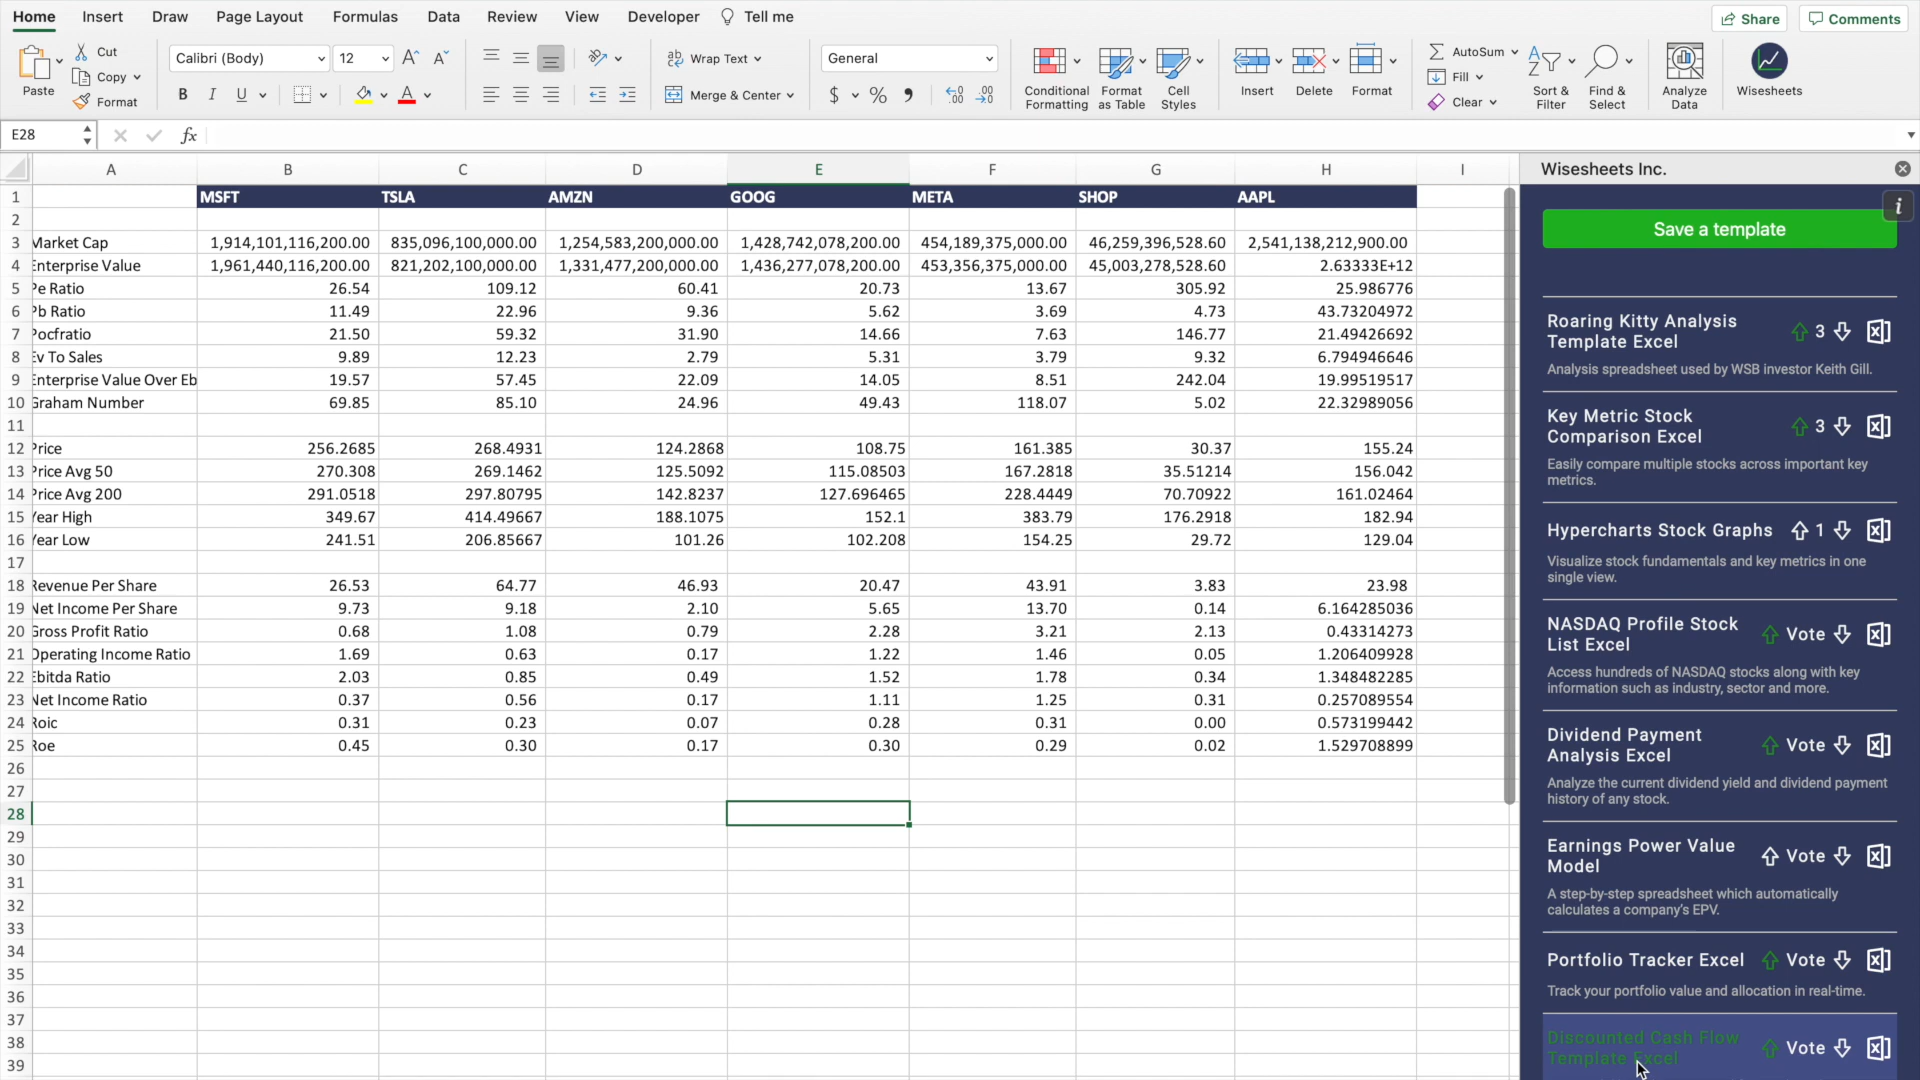 Home Insert Draw Page Layout Formulas Data Review View Developer Tell me Share Comments
Paste Cut Copy Format
Calibri (Body) 12 A^ A˅
B I U A
Wrap Text
Merge & Center
General
$ % 9 .00 .00
Conditional Formatting
Format as Table
Cell Styles
Insert Delete Format
AutoSum
Fill
Clear
Sort & Filter
Find & Select
Analyze Data
Wisesheets
E28 fx
A B C D E F G H I
1 MSFT TSLA AMZN GOOG META SHOP AAPL
2
3 Market Cap 1,914,101,116,200.00 835,096,100,000.00 1,254,583,200,000.00 1,428,742,078,200.00 454,189,375,000.00 46,259,396,528.60 2,541,138,212,900.00
4 Enterprise Value 1,961,440,116,200.00 821,202,100,000.00 1,331,477,200,000.00 1,436,277,078,200.00 453,356,375,000.00 45,003,278,528.60 2.63333E+12
5 Pe Ratio 26.54 109.12 60.41 20.73 13.67 305.92 25.986776
6 Pb Ratio 11.49 22.96 9.36 5.62 3.69 4.73 43.73204972
7 Pocfratio 21.50 59.32 31.90 14.66 7.63 146.77 21.49426692
8 Ev To Sales 9.89 12.23 2.79 5.31 3.79 9.32 6.794946646
9 Enterprise Value Over Eb 19.57 57.45 22.09 14.05 8.51 242.04 19.99519517
10 Graham Number 69.85 85.10 24.96 49.43 118.07 5.02 22.32989056
11
12 Price 256.2685 268.4931 124.2868 108.75 161.385 30.37 155.24
13 Price Avg 50 270.308 269.1462 125.5092 115.08503 167.2818 35.51214 156.042
14 Price Avg 200 291.0518 297.80795 142.8237 127.696465 228.4449 70.70922 161.02464
15 Year High 349.67 414.49667 188.1075 152.1 383.79 176.2918 182.94
16 Year Low 241.51 206.85667 101.26 102.208 154.25 29.72 129.04
17
18 Revenue Per Share 26.53 64.77 46.93 20.47 43.91 3.83 23.98
19 Net Income Per Share 9.73 9.18 2.10 5.65 13.70 0.14 6.164285036
20 Gross Profit Ratio 0.68 1.08 0.79 2.28 3.21 2.13 0.43314273
21 Operating Income Ratio 1.69 0.63 0.17 1.22 1.46 0.05 1.206409928
22 Ebitda Ratio 2.03 0.85 0.49 1.52 1.78 0.34 1.348482285
23 Net Income Ratio 0.37 0.56 0.17 1.11 1.25 0.31 0.257089554
24 Roic 0.31 0.23 0.07 0.28 0.31 0.00 0.573199442
25 Roe 0.45 0.30 0.17 0.30 0.29 0.02 1.529708899
26
27
28
29
30
31
32
33
34
35
36
37
38
39
Wisesheets Inc.
i
Save a template
Roaring Kitty Analysis
Template Excel 3
Analysis spreadsheet used by WSB investor Keith Gill.
Key Metric Stock
Comparison Excel 3
Easily compare multiple stocks across important key
metrics.
Hypercharts Stock Graphs 1
Visualize stock fundamentals and key metrics in one
single view.
NASDAQ Profile Stock
List Excel Vote
Access hundreds of NASDAQ stocks along with key
information such as industry, sector and more.
Dividend Payment
Analysis Excel Vote
Analyze the current dividend yield and dividend payment
history of any stock.
Earnings Power Value
Model Vote
A step-by-step spreadsheet which automatically
calculates a company's EPV.
Portfolio Tracker Excel Vote
Track your portfolio value and allocation in real-time.
Discounted Cash Flow
Template Excel Vote